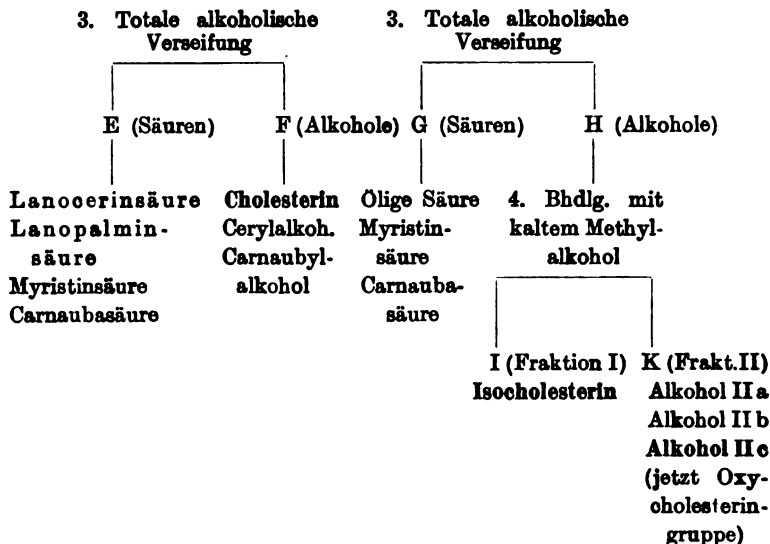 3. Totale alkoholische
Verseifung
3. Totale alkoholische
Verseifung
E (Säuren)
F (Alkohole)
G (Säuren)
H (Alkohole)
Lanocerinsäure
Lanopalmin-
säure
Myristinsäure
Carnaubasäure
Cholesterin
Cerylalkoh.
Carnaubyl-
alkohol
Ölige Säure
Myristin-
säure
Carnauba-
säure
4. Bhdlg. mit
kaltem Methyl-
alkohol
I (Fraktion I)
Isocholesterin
K (Frakt. II)
Alkohol II a
Alkohol II b
Alkohol II c
(jetzt Oxy-
cholesterin-
gruppe)